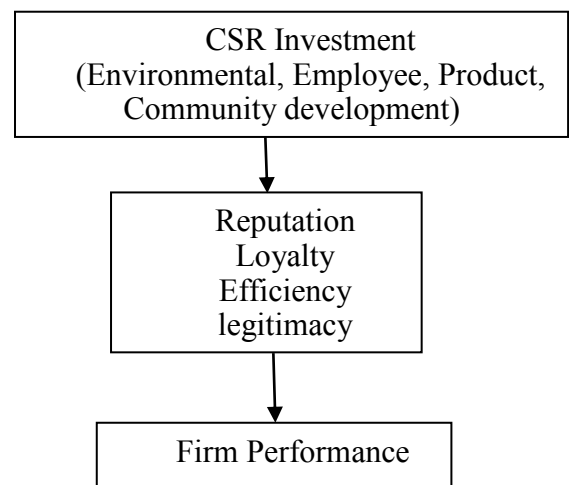 CSR Investment
(Environmental, Employee, Product,
Community development)
Reputation
Loyalty
Efficiency
legitimacy
Firm Performance